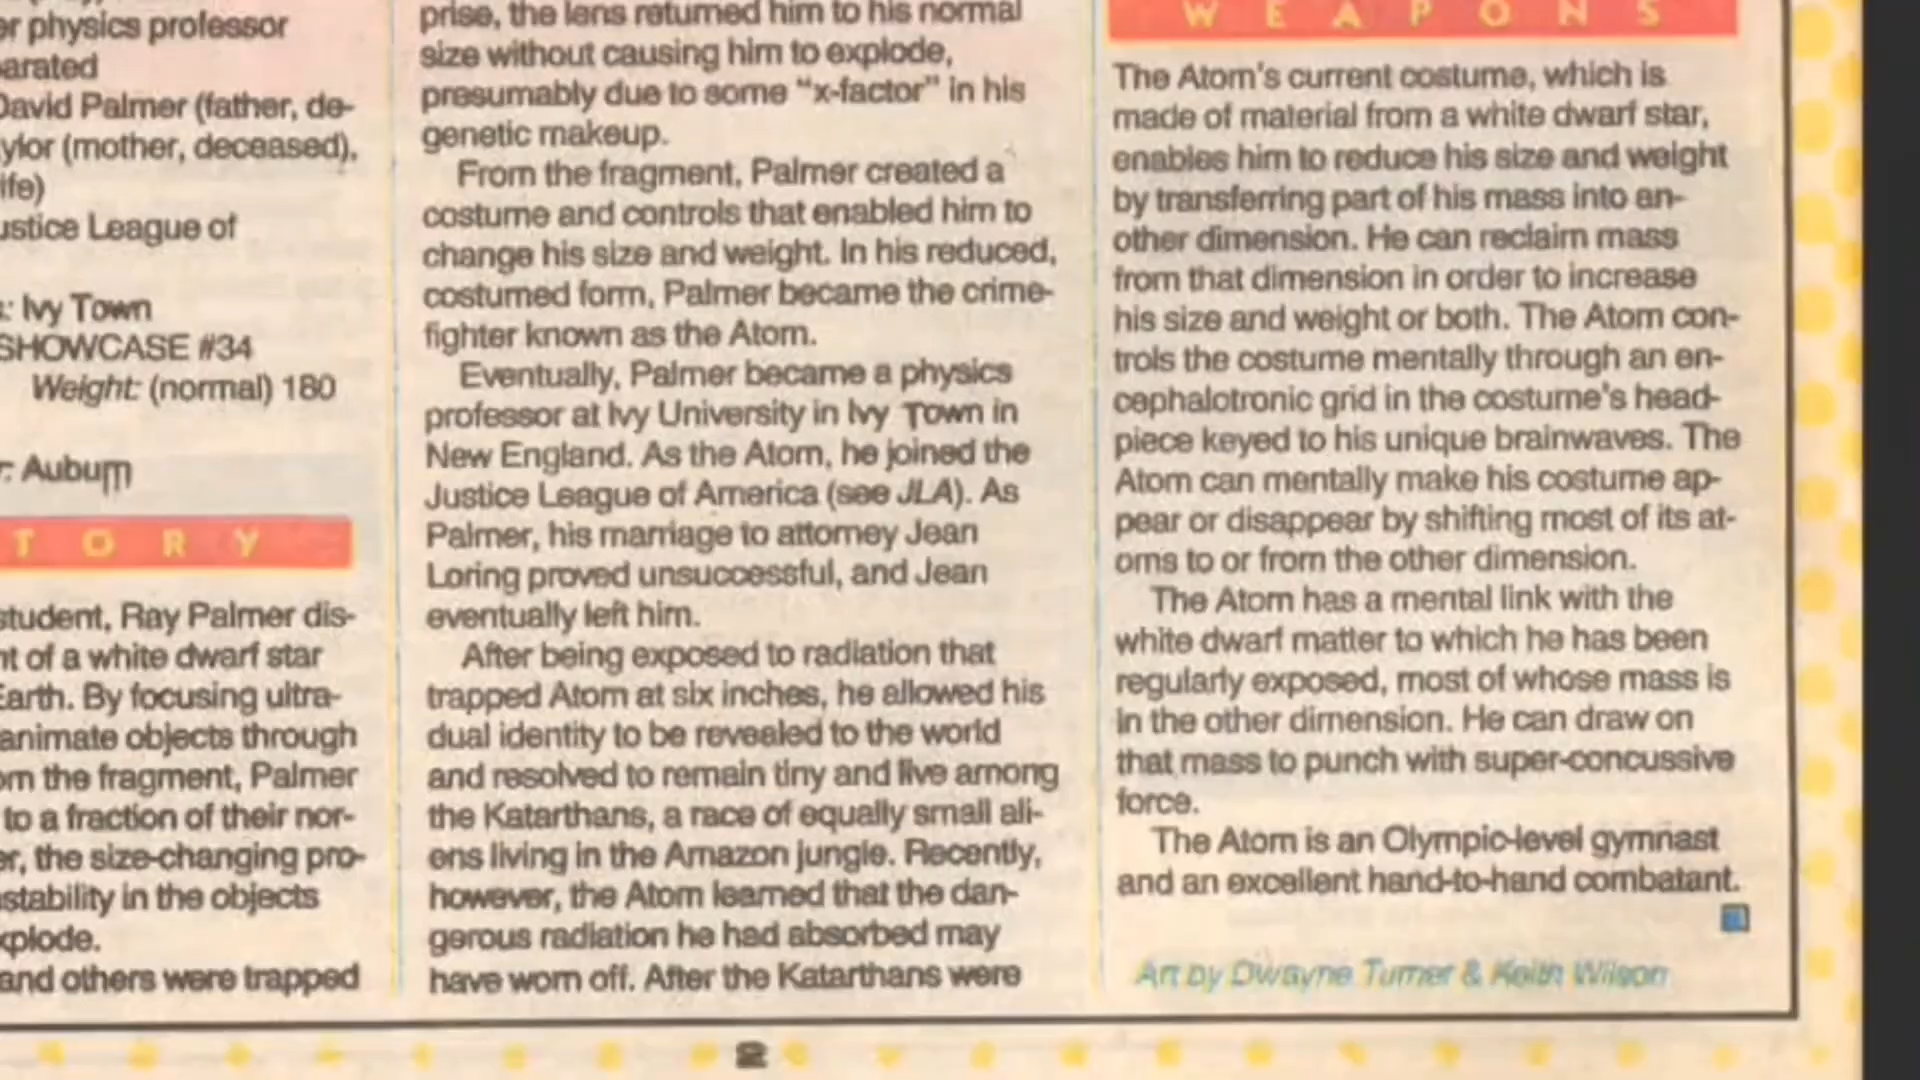 er physics professor
arated
David Palmer (father, de-
ylor (mother, deceased),
ife)
ustice League of
s: Ivy Town
SHOWCASE #34
Weight: (normal) 180
r: Auburn
T O R Y
student, Ray Palmer dis-
nt of a white dwarf star
Earth. By focusing ultra-
animate objects through
om the fragment, Palmer
to a fraction of their nor-
er, the size-changing pro-
nstability in the objects
xplode.
and others were trapped
prise, the lens returned him to his normal
size without causing him to explode,
presumably due to some “x-factor” in his
genetic makeup.
From the fragment, Palmer created a
costume and controls that enabled him to
change his size and weight. In his reduced,
costumed form, Palmer became the crime-
fighter known as the Atom.
Eventually, Palmer became a physics
professor at Ivy University in Ivy Town in
New England. As the Atom, he joined the
Justice League of America (see JLA). As
Palmer, his marriage to attorney Jean
Loring proved unsuccessful, and Jean
eventually left him.
After being exposed to radiation that
trapped Atom at six inches, he allowed his
dual identity to be revealed to the world
and resolved to remain tiny and live among
the Katarthans, a race of equally small ali-
ens living in the Amazon jungle. Recently,
however, the Atom learned that the dan-
gerous radiation he had absorbed may
have worn off. After the Katarthans were
W E A P O N S
The Atom's current costume, which is
made of material from a white dwarf star,
enables him to reduce his size and weight
by transferring part of his mass into an-
other dimension. He can reclaim mass
from that dimension in order to increase
his size and weight or both. The Atom con-
trols the costume mentally through an en-
cephalotronic grid in the costume's head-
piece keyed to his unique brainwaves. The
Atom can mentally make his costume ap-
pear or disappear by shifting most of its at-
oms to or from the other dimension.
The Atom has a mental link with the
white dwarf matter to which he has been
regularly exposed, most of whose mass is
in the other dimension. He can draw on
that mass to punch with super-concussive
force.
The Atom is an Olympic-level gymnast
and an excellent hand-to-hand combatant.
Art by Dwayne Turner & Keith Wilson
2